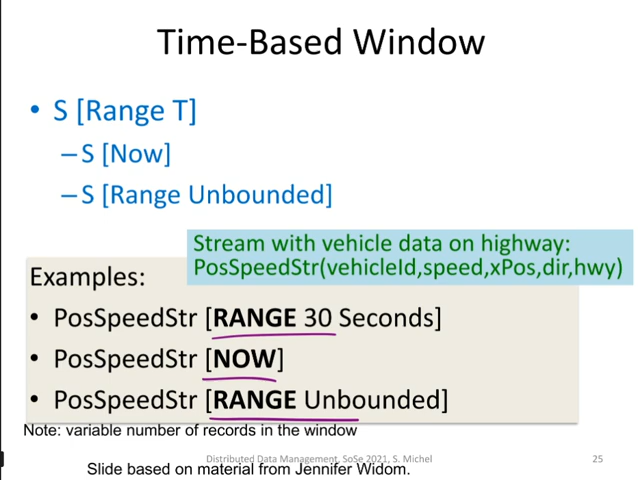 Time-Based Window
• S [Range T]
– S [Now]
– S [Range Unbounded]
Stream with vehicle data on highway:
PosSpeedStr(vehicleId,speed,xPos,dir,hwy)
Examples:
• PosSpeedStr [RANGE 30 Seconds]
• PosSpeedStr [NOW]
• PosSpeedStr [RANGE Unbounded]
Note: variable number of records in the window
Distributed Data Management, SoSe 2021, S. Michel
25
Slide based on material from Jennifer Widom.